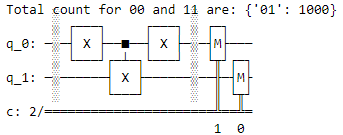 Total count for 00 and 11 are: {'01': 1000}
q_0: X X M
q_1: X M
c: 2/
1 0